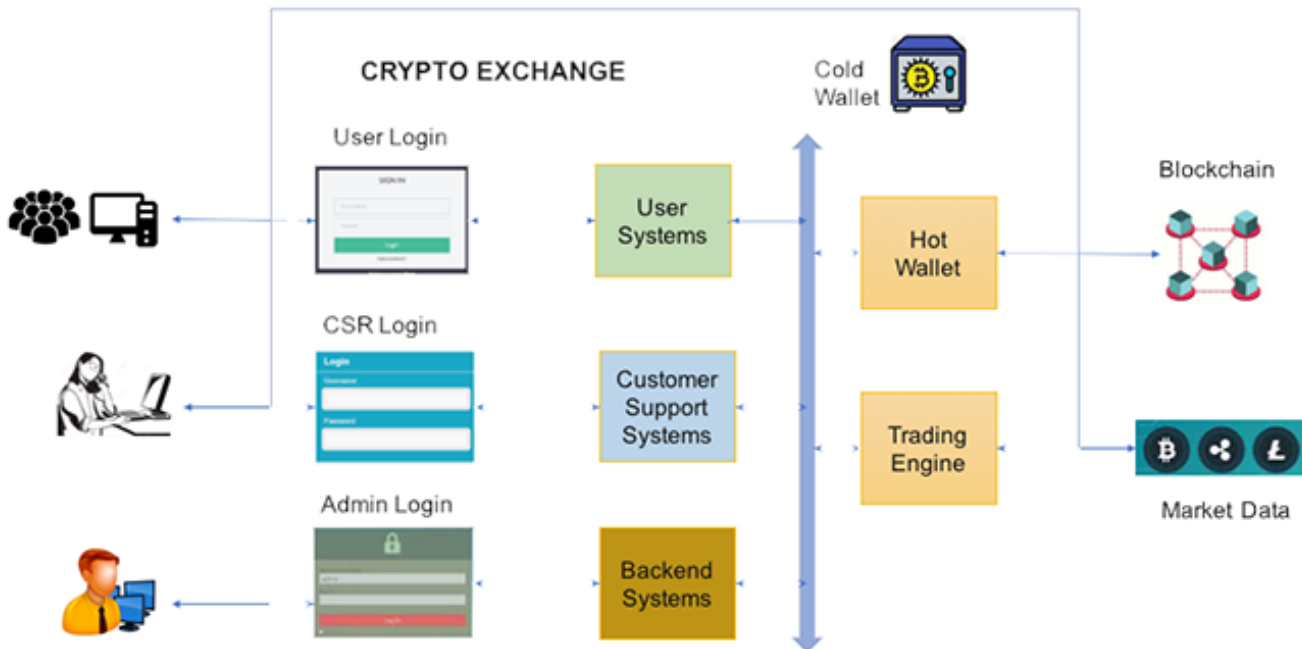 CRYPTO EXCHANGE
Cold
Wallet
User Login
SIGN IN
Login
User
Systems
Hot
Wallet
Blockchain
CSR Login
Login
Username
Password
Customer
Support
Systems
Trading
Engine
Market Data
Admin Login
Log In
Backend
Systems